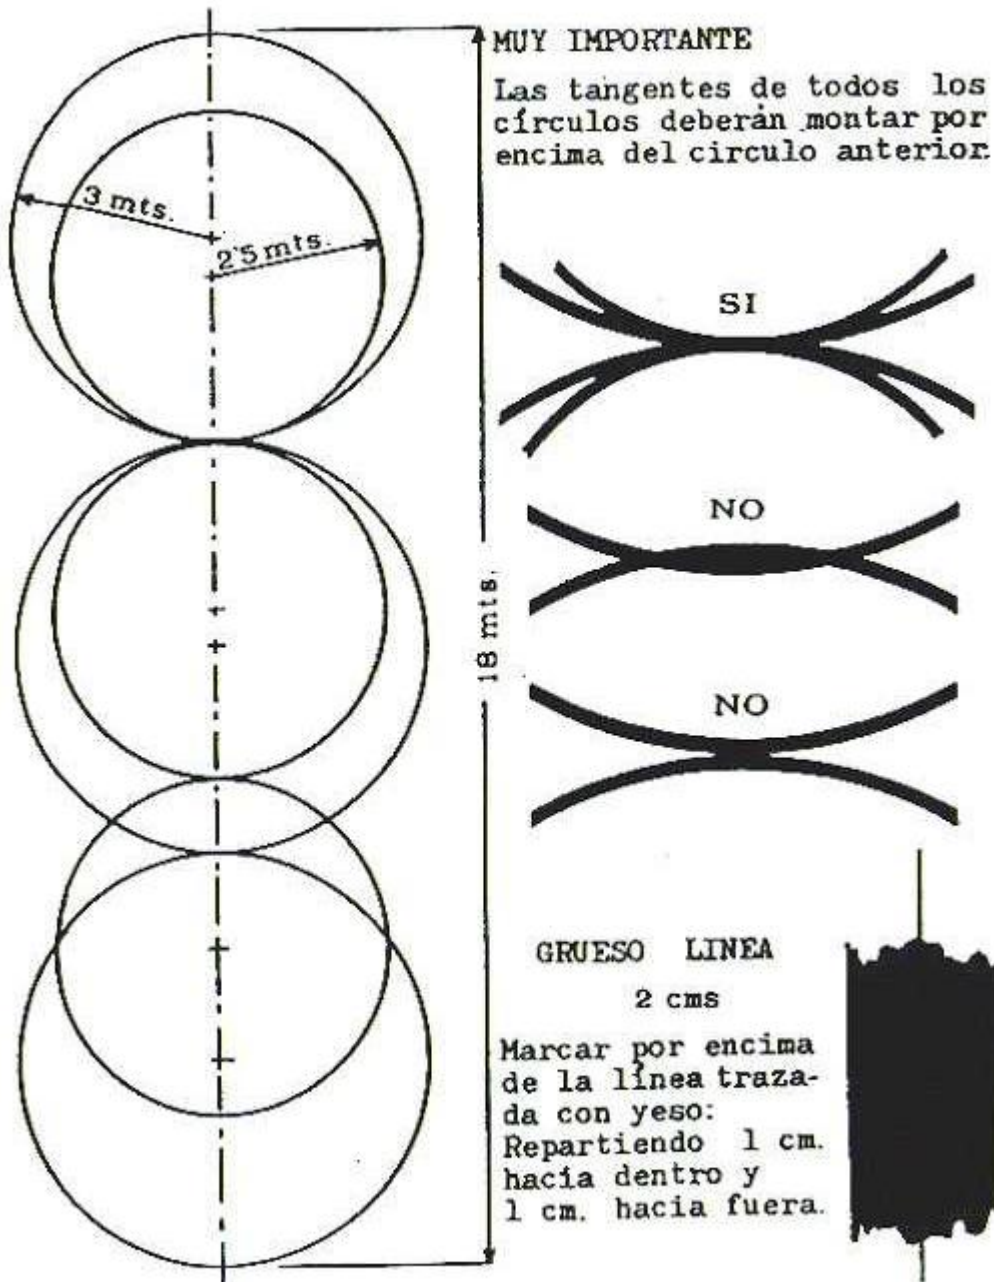 MUY IMPORTANTE
Las tangentes de todos los
círculos deberán montar por
encima del circulo anterior.
3 mts.
2'5 mts.
SI
NO
18 mts.
NO
GRUESO LINEA
2 cms
Marcar por encima
de la línea traza-
da con yeso:
Repartiendo 1 cm.
hacia dentro y
1 cm. hacia fuera.